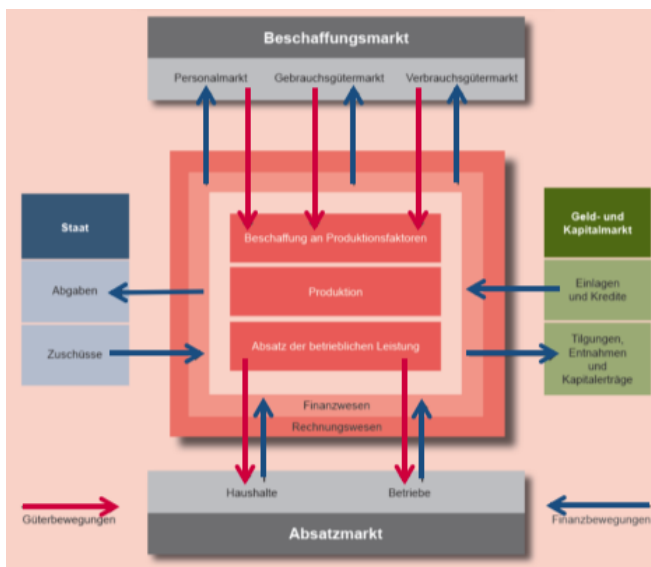 Beschaffungsmarkt
Personalmarkt Gebrauchsgütermarkt Verbrauchsgütermarkt
Staat
Abgaben
Zuschüsse
Beschaffung an Produktionsfaktoren
Produktion
Absatz der betrieblichen Leistung
Finanzwesen
Rechnungswesen
Geld- und
Kapitalmarkt
Einlagen
und Kredite
Tilgungen,
Entnahmen
und
Kapitalerträge
Haushalte Betriebe
Absatzmarkt
Güterbewegungen
Finanzbewegungen